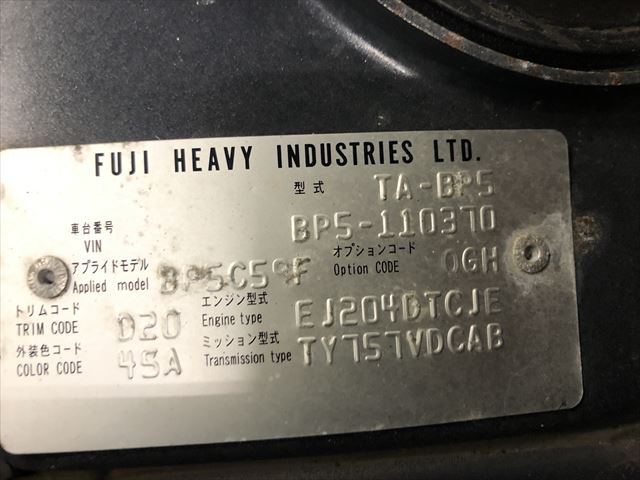 FUJI HEAVY INDUSTRIES LTD.
型式 TA-BP5
車台番号 VIN BP5-110370
アプライドモデル Applied model BP5C59F オプションコード Option CODE OGH
トリムコード TRIM CODE D20 エンジン型式 Engine type EJ204DTCJE
外装色コード COLOR CODE 45A ミッション型式 Transmission type TY757VDCAB